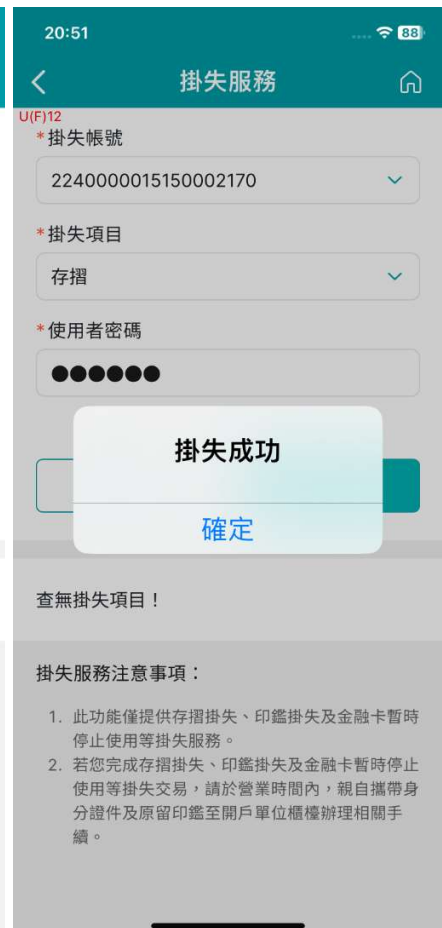 20:51
88
掛失服務
U(F)12
*掛失帳號
2240000015150002170
*掛失項目
存摺
*使用者密碼
●●●●●●
掛失成功
確定
查無掛失項目！
掛失服務注意事項：
1. 此功能僅提供存摺掛失、印鑑掛失及金融卡暫時
停止使用等掛失服務。
2. 若您完成存摺掛失、印鑑掛失及金融卡暫時停止
使用等掛失交易，請於營業時間內，親自攜帶身
分證件及原留印鑑至開戶單位櫃檯辦理相關手
續。